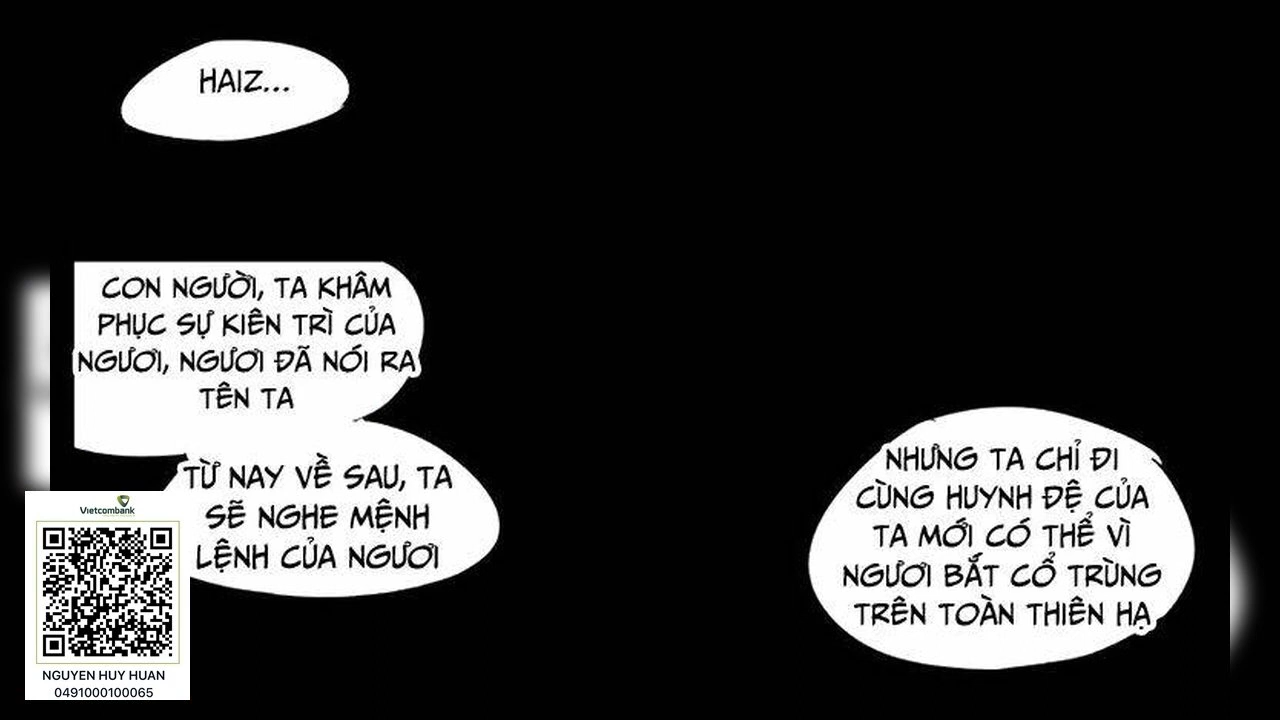 HAIZ...
CON NGƯỜI, TA KHÂM
PHỤC SỰ KIÊN TRÌ CỦA
NGƯƠI, NGƯƠI ĐÃ NÓI RA
TÊN TA
TỪ NAY VỀ SAU, TA
SẼ NGHE MỆNH
LỆNH CỦA NGƯƠI
NHƯNG TA CHỈ ĐI
CÙNG HUYNH ĐỆ CỦA
TA MỚI CÓ THỂ VÌ
NGƯƠI BẮT CỔ TRÙNG
TRÊN TOÀN THIÊN HẠ
Vietcombank
NGUYEN HUY HUAN
0491000100065